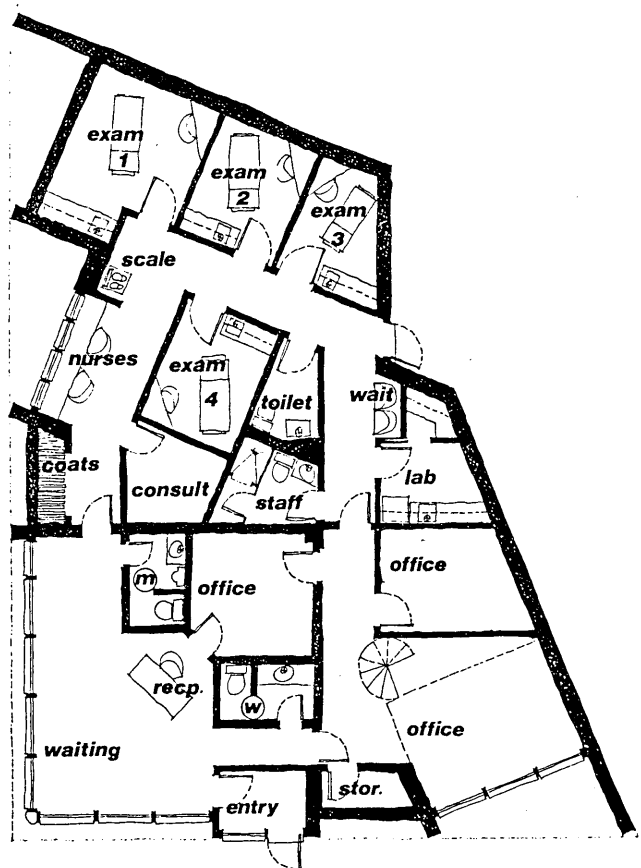 exam
1
exam
2
exam
3
scale
nurses
exam
4
toilet
wait
coats
consult
staff
lab
m
office
office
recp.
w
office
waiting
stor.
entry